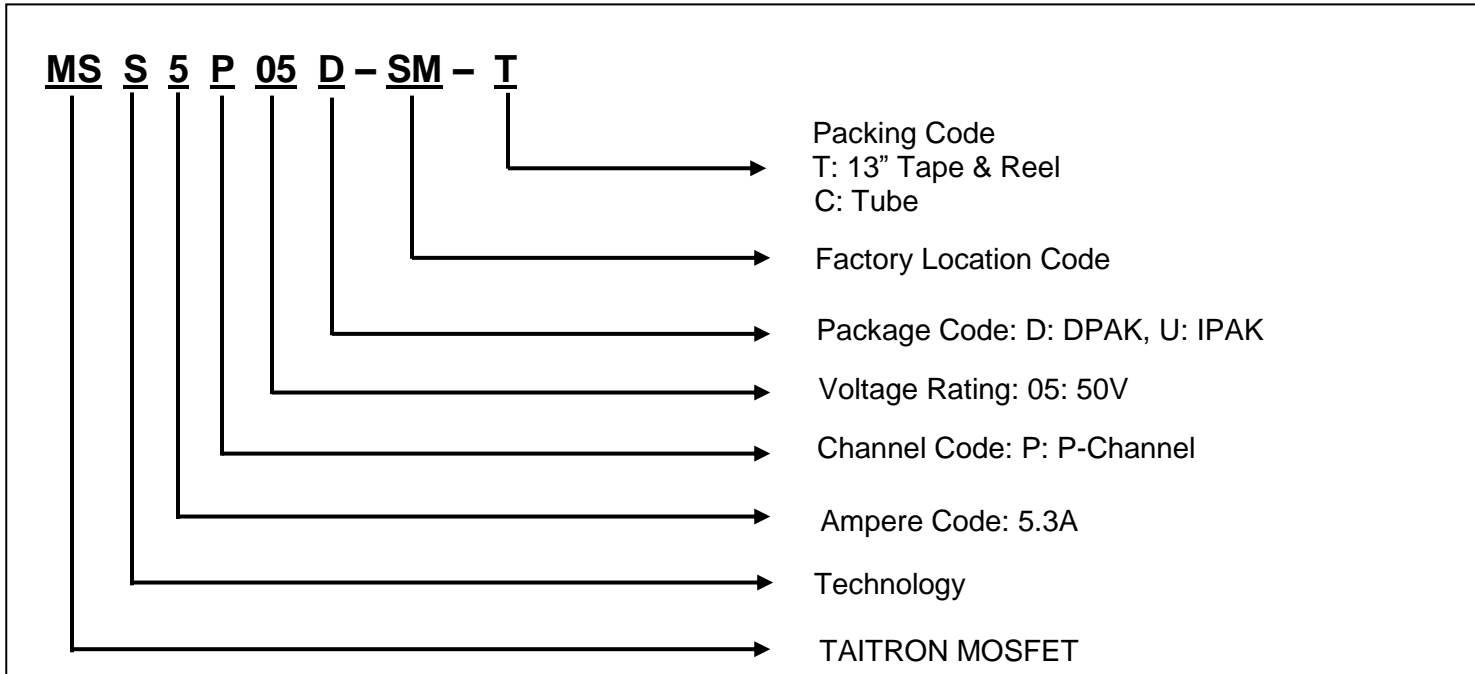 MS S 5 P 05 D – SM – T
Packing Code
T: 13” Tape & Reel
C: Tube
Factory Location Code
Package Code: D: DPAK, U: IPAK
Voltage Rating: 05: 50V
Channel Code: P: P-Channel
Ampere Code: 5.3A
Technology
TAITRON MOSFET